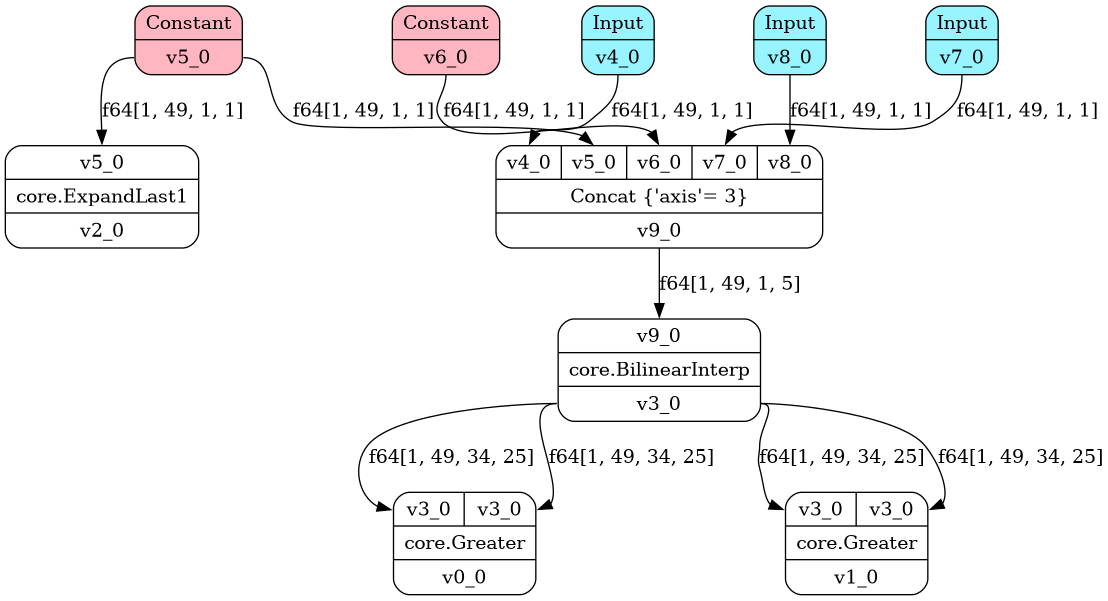 Constant
v5_0
Constant
v6_0
Input
v4_0
Input
v8_0
Input
v7_0
f64[1, 49, 1, 1]
f64[1, 49, 1, 1]
f64[1, 49, 1, 1]
f64[1, 49, 1, 1]
f64[1, 49, 1, 1]
f64[1, 49, 1, 1]
v5_0
core.ExpandLast1
v2_0
v4_0 v5_0 v6_0 v7_0 v8_0
Concat {'axis'= 3}
v9_0
f64[1, 49, 1, 5]
v9_0
core.BilinearInterp
v3_0
f64[1, 49, 34, 25]
f64[1, 49, 34, 25]
f64[1, 49, 34, 25]
f64[1, 49, 34, 25]
v3_0 v3_0
core.Greater
v0_0
v3_0 v3_0
core.Greater
v1_0